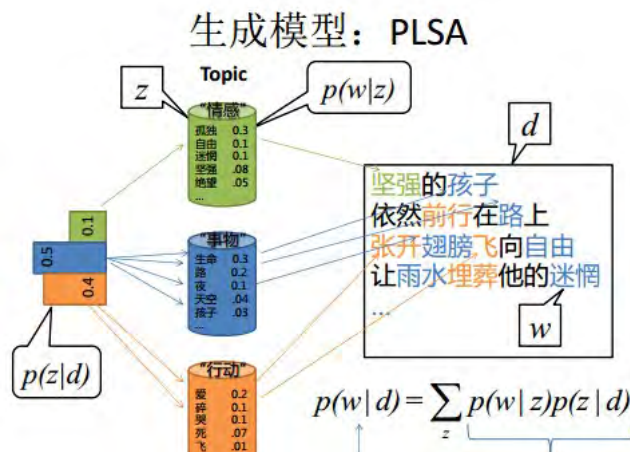 生成模型：PLSA
Topic
z
p(w|z)
"情感"
孤独 0.3
自由 0.1
迷惘 0.1
坚强 .08
绝望 .05
...
d
坚强的孩子
依然前行在路上
张开翅膀飞向自由
让雨水埋葬他的迷惘
...
w
0.1
0.5
0.4
p(z|d)
"事物"
生命 0.3
路 0.2
夜 0.1
天空 .04
孩子 .03
...
"行动"
爱 0.2
碎 0.1
哭 0.1
死 .07
飞 .01
p(w|d) = ∑z p(w|z)p(z|d)